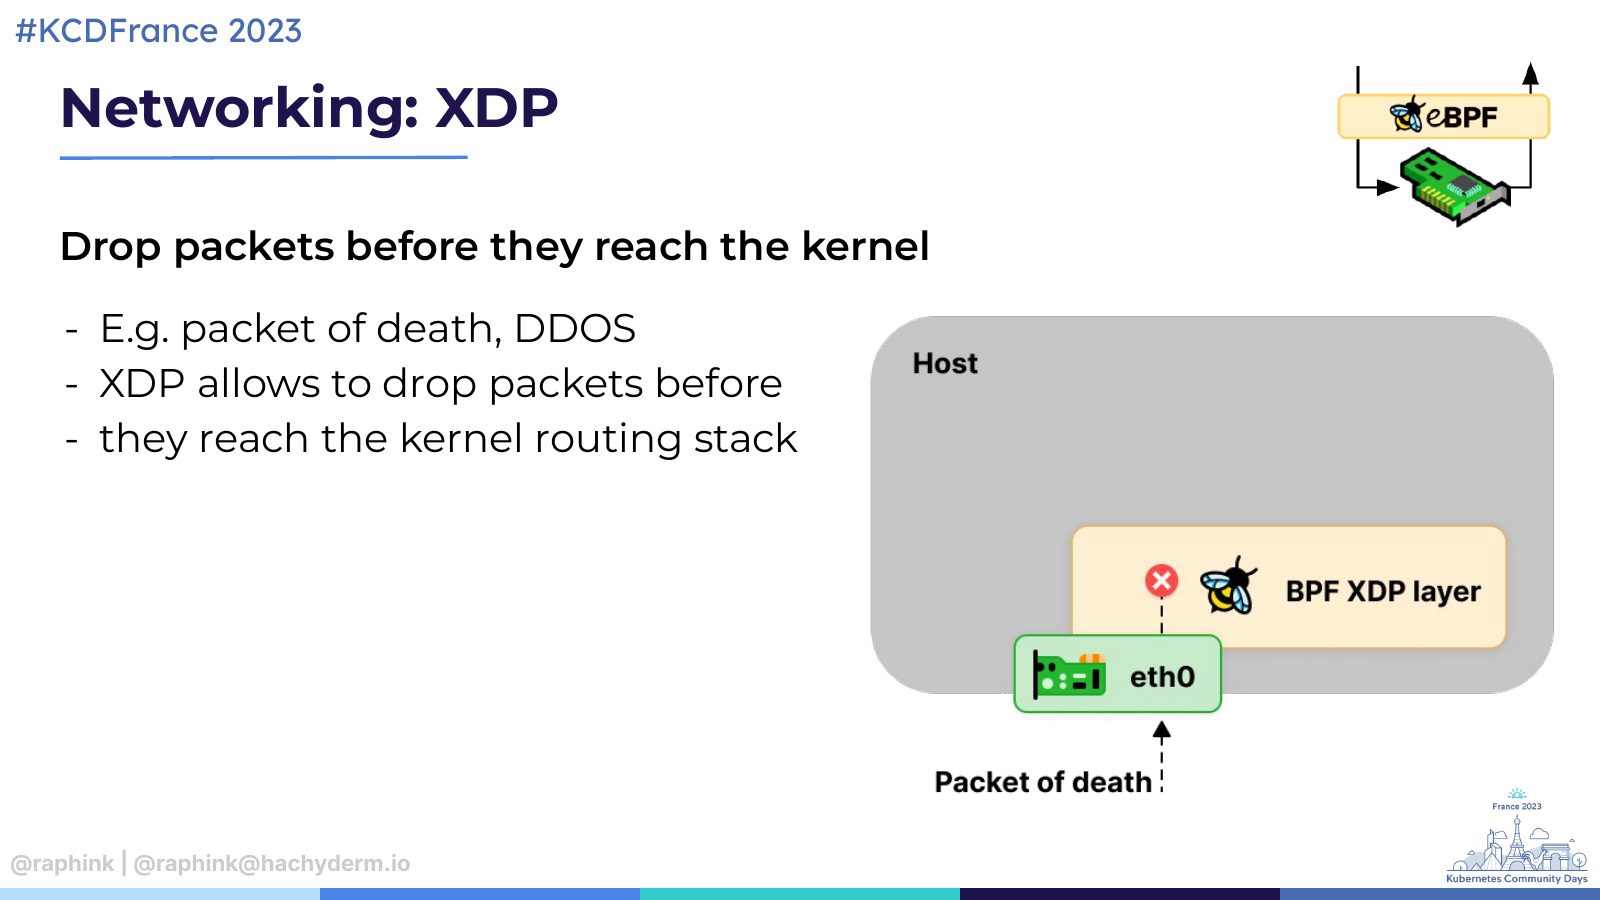 #KCDFrance 2023
Networking: XDP
eBPF
Drop packets before they reach the kernel
- E.g. packet of death, DDOS
- XDP allows to drop packets before
- they reach the kernel routing stack
Host
BPF XDP layer
eth0
Packet of death
France 2023
Kubernetes Community Days
@raphink | @raphink@hachyderm.io